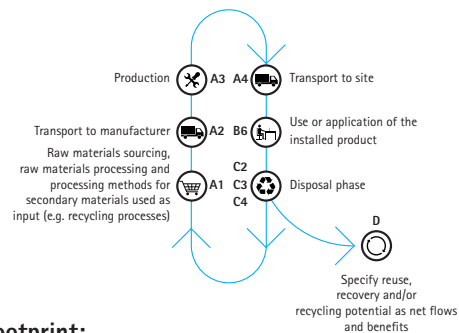 Production
A3
A4
Transport to site
Transport to manufacturer
A2
B6
Use or application of the
installed product
Raw materials sourcing,
raw materials processing and
processing methods for
secondary materials used as
input (e.g. recycling processes)
A1
C2
C3
C4
Disposal phase
D
Specify reuse,
recovery and/or
recycling potential as net flows
and benefits
ootprint: